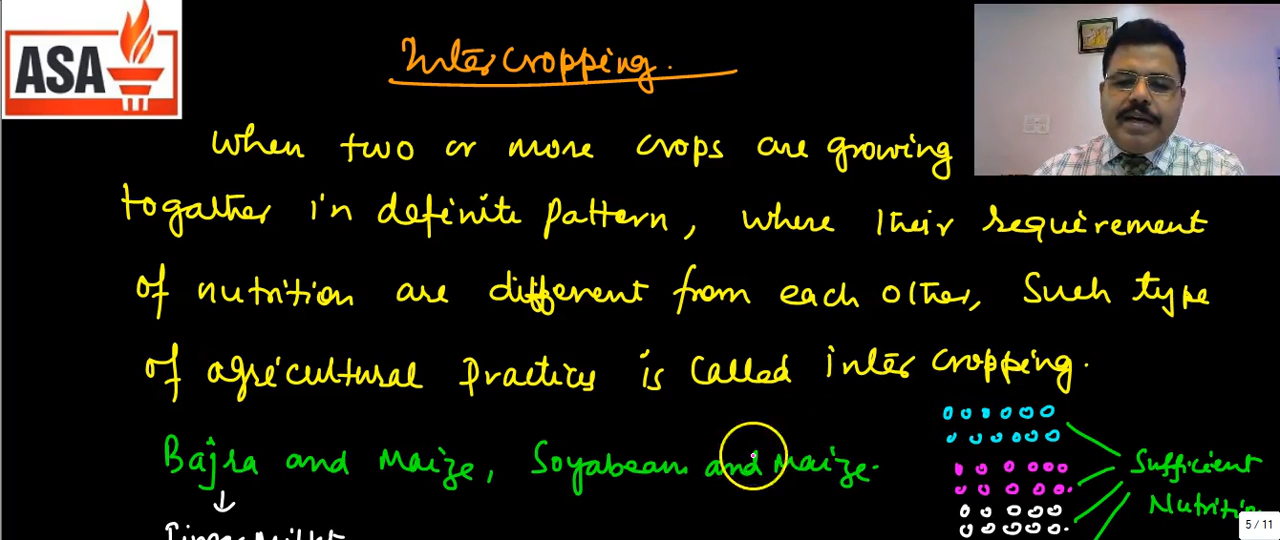 ASA
Inter Cropping.
When two or more crops are growing
togather in definite pattern, where their requirement
of nutrition are different from each other, Such type
of agricultural Practices is called inter cropping.
Bajra and Maize, Soyabean and Maize.
Sufficient
5 / 11